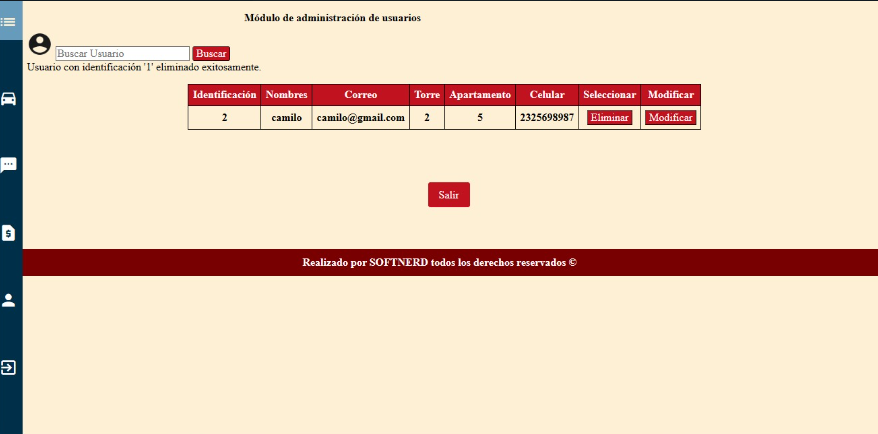 Módulo de administración de usuarios
Buscar Usuario Buscar
Usuario con identificación '1' eliminado exitosamente.
Identificación Nombres Correo Torre Apartamento Celular Seleccionar Modificar
2 camilo camilo@gmail.com 2 5 2325698987 Eliminar Modificar
Salir
Realizado por SOFTNERD todos los derechos reservados ©